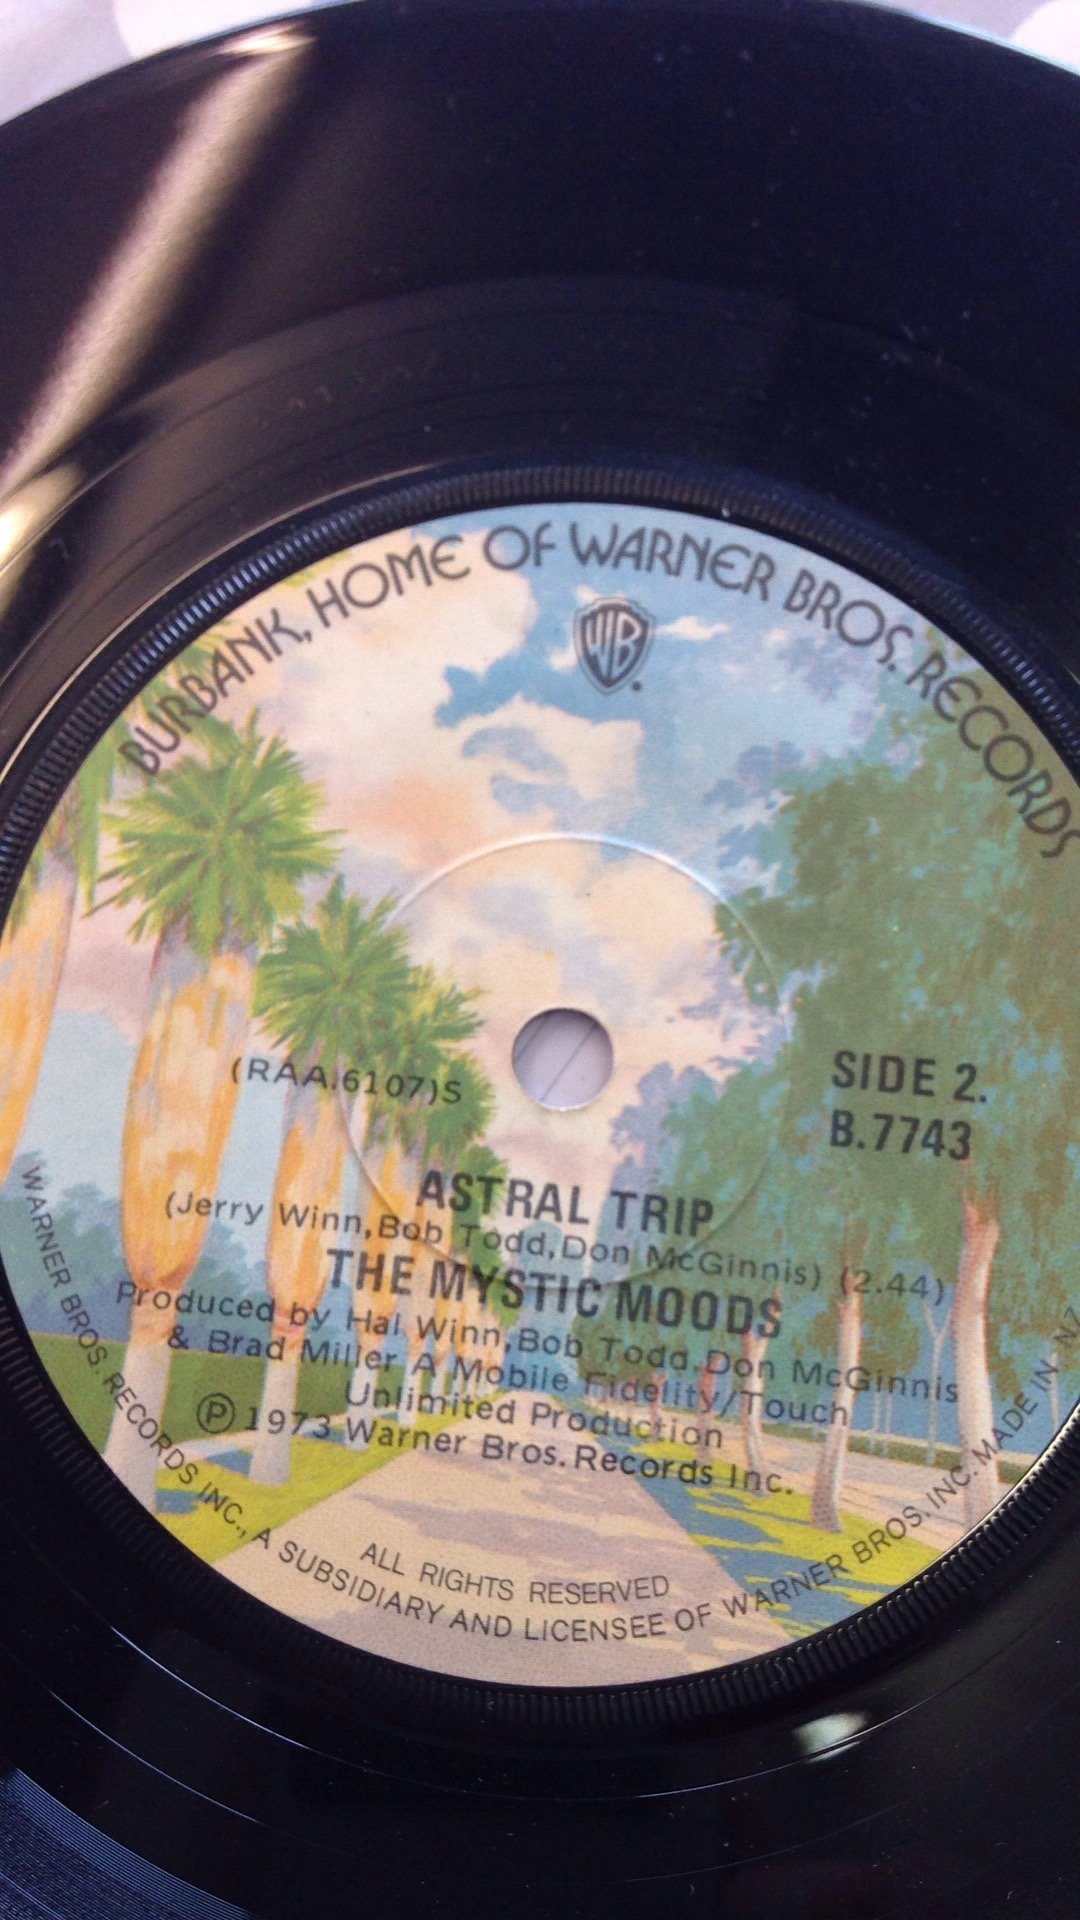 BURBANK, HOME OF WARNER BROS. RECORDS
WB
(RAA.6107)S
SIDE 2.
B.7743
ASTRAL TRIP
(Jerry Winn,Bob Todd,Don McGinnis) (2.44)
THE MYSTIC MOODS
Produced by Hal Winn,Bob Todd,Don McGinnis
& Brad Miller A Mobile Fidelity/Touch
Unlimited Production
℗ 1973 Warner Bros.Records Inc.
ALL RIGHTS RESERVED
WARNER BROS. RECORDS INC., A SUBSIDIARY AND LICENSEE OF WARNER BROS. INC. MADE IN NZ